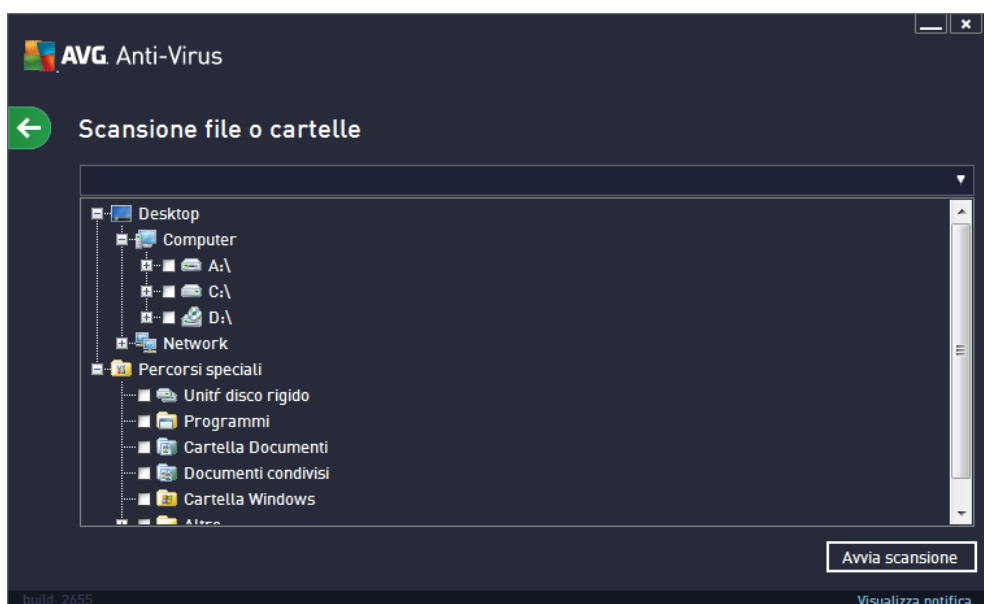 AVG. Anti-Virus
Scansione file o cartelle
Desktop
Computer
A:\
C:\
D:\
Network
Percorsi speciali
Unitŕ disco rigido
Programmi
Cartella Documenti
Documenti condivisi
Cartella Windows
Altro
Avvia scansione
build: 2655
Visualizza notifica